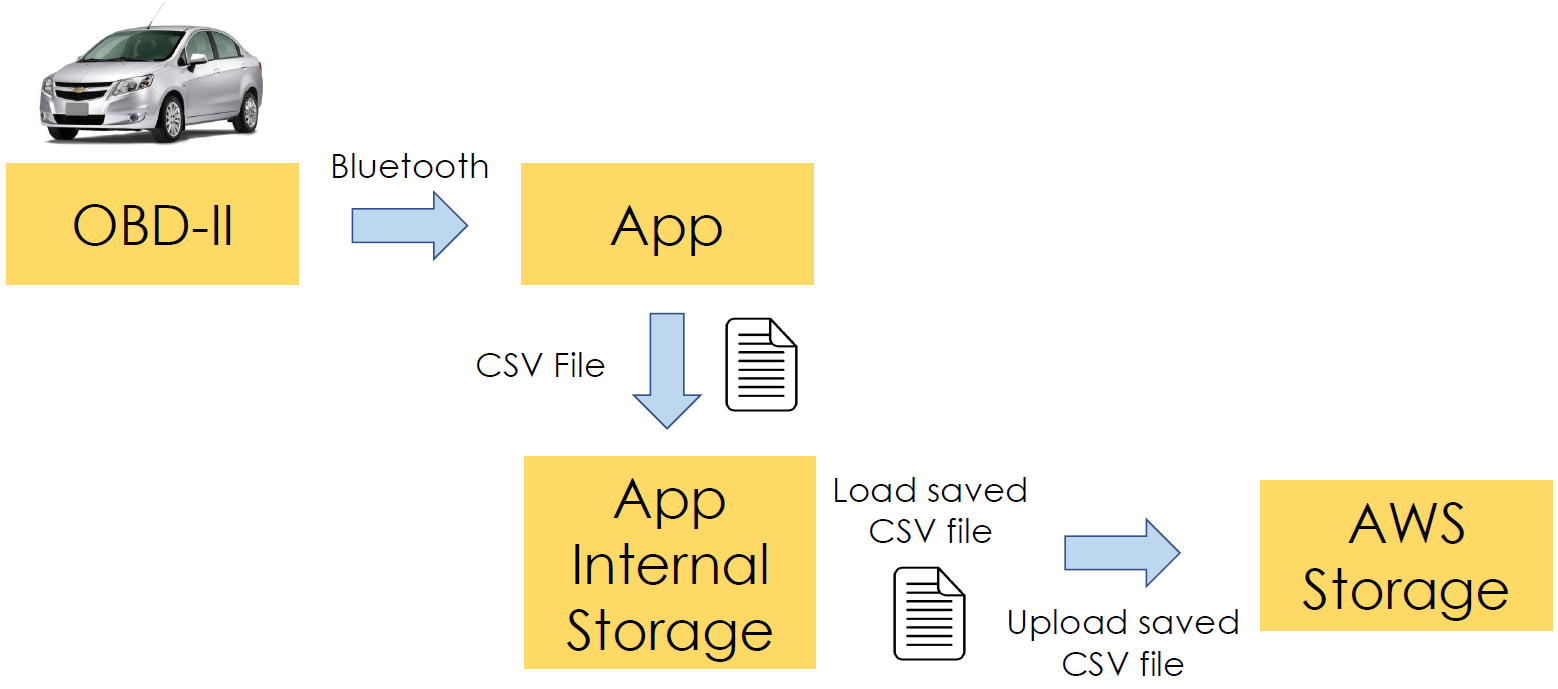 Bluetooth
OBD-II
App
CSV File
App
Internal
Storage
Load saved
CSV file
Upload saved
CSV file
AWS
Storage